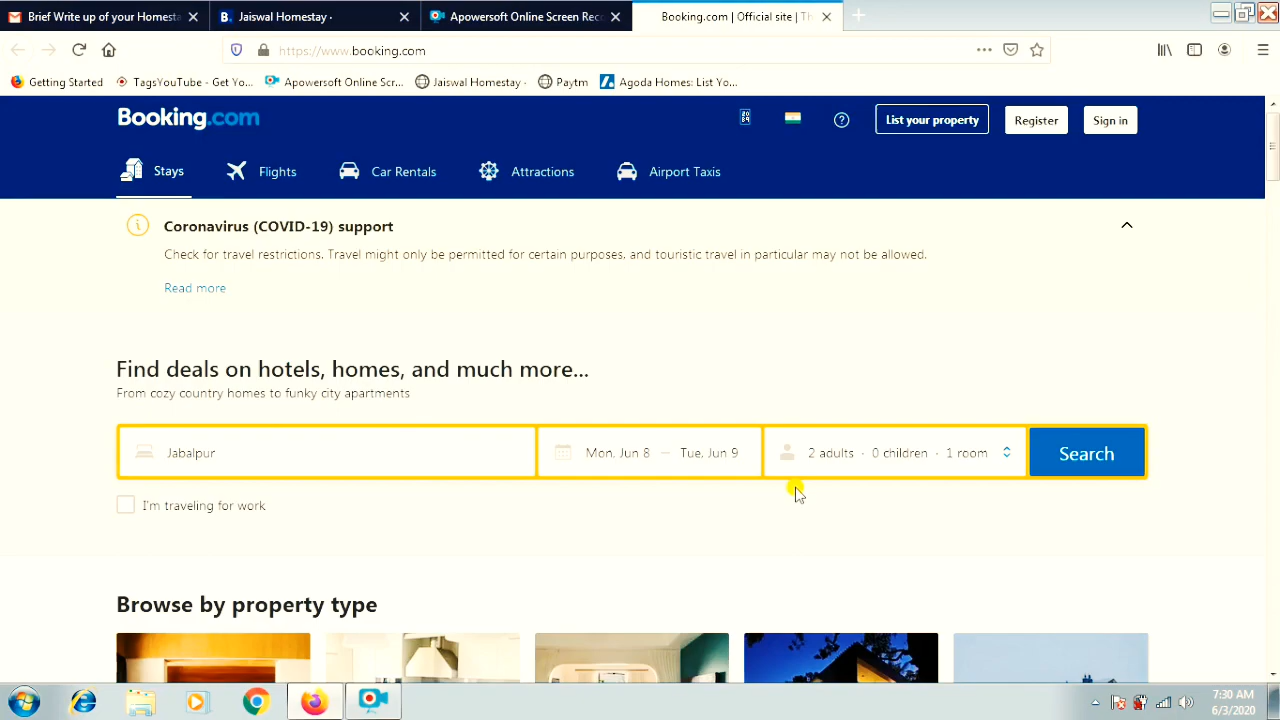 Brief Write up of your Homest
Jaiswal Homestay ·
Apowersoft Online Screen Rec
Booking.com | Official site | Th
https://www.booking.com
Getting Started
TagsYouTube - Get Yo...
Apowersoft Online Scr...
Jaiswal Homestay...
Paytm
Agoda Homes: List Yo...
Booking.com
List your property
Register
Sign in
Stays
Flights
Car Rentals
Attractions
Airport Taxis
Coronavirus (COVID-19) support
Check for travel restrictions. Travel might only be permitted for certain purposes, and touristic travel in particular may not be allowed.
Read more
Find deals on hotels, homes, and much more...
From cozy country homes to funky city apartments
Jabalpur
Mon, Jun 8 — Tue, Jun 9
2 adults · 0 children · 1 room
Search
I'm traveling for work
Browse by property type
7:30 AM
6/3/2020